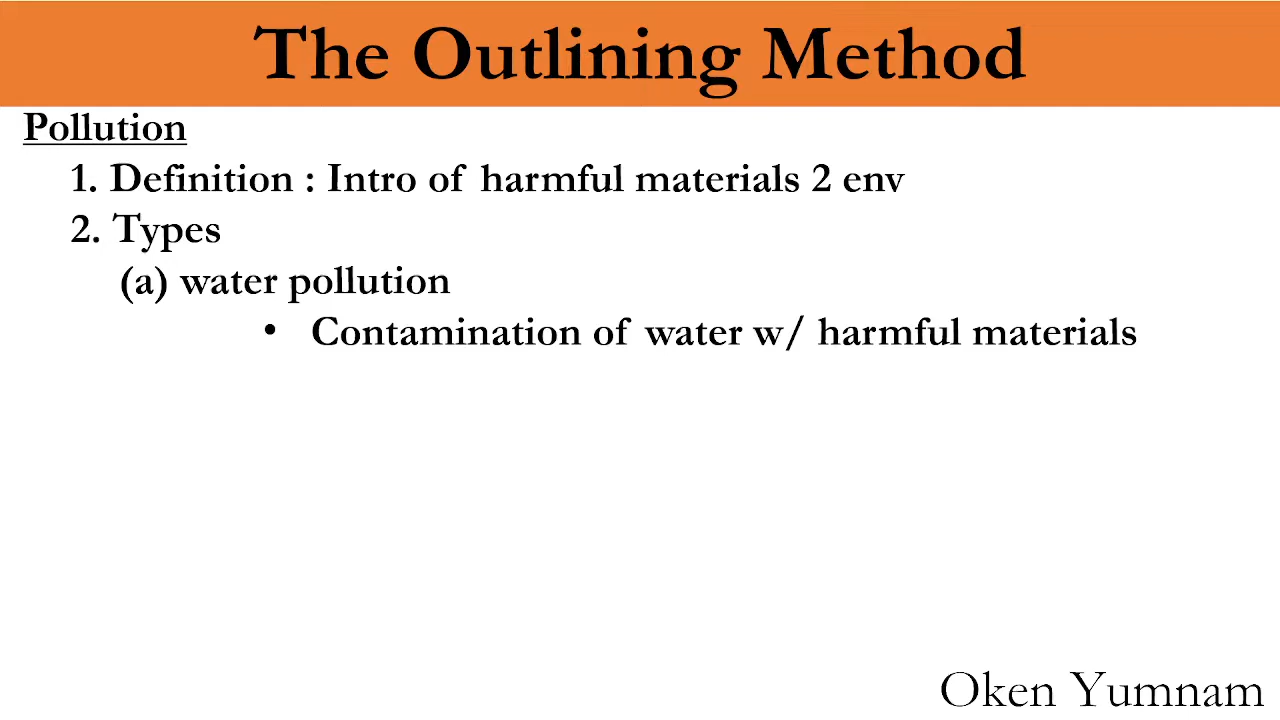 The Outlining Method
Pollution
1. Definition : Intro of harmful materials 2 env
2. Types
(a) water pollution
• Contamination of water w/ harmful materials
Oken Yumnam